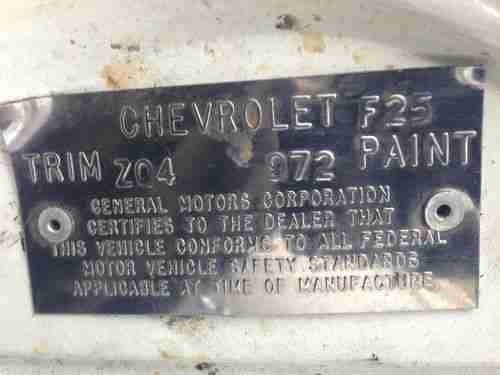 CHEVROLET F25
TRIM Z04 972 PAINT
GENERAL MOTORS CORPORATION
CERTIFIES TO THE DEALER THAT
THIS VEHICLE CONFORMS TO ALL FEDERAL
MOTOR VEHICLE SAFETY STANDARDS
APPLICABLE AT TIME OF MANUFACTURE